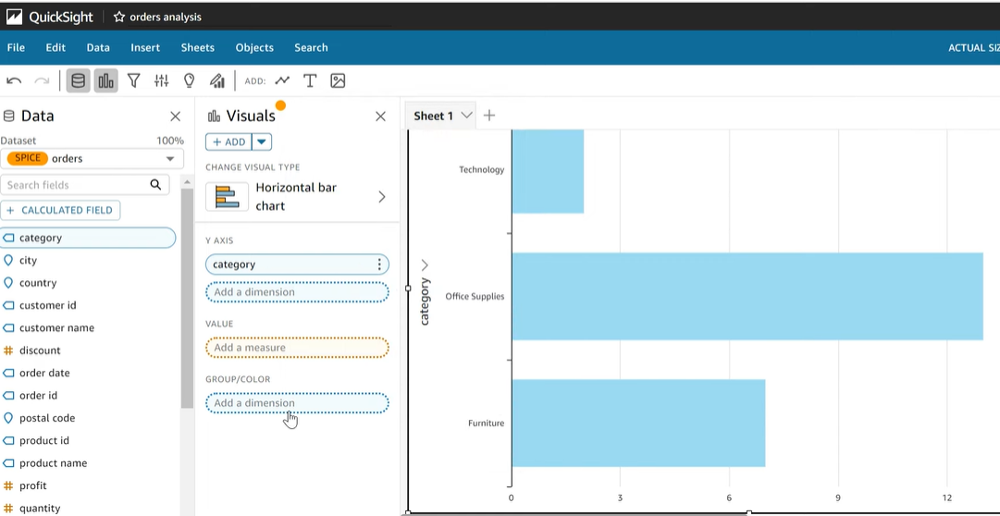 QuickSight
orders analysis
File Edit Data Insert Sheets Objects Search
ADD: T
Data
Dataset 100%
SPICE orders
Search fields
+ CALCULATED FIELD
category
city
country
customer id
customer name
# discount
order date
order id
postal code
product id
product name
# profit
# quantity
Visuals
+ ADD
CHANGE VISUAL TYPE
Horizontal bar
chart
Y AXIS
category
Add a dimension
VALUE
Add a measure
GROUP/COLOR
Add a dimension
Sheet 1
category
Technology
Office Supplies
Furniture
0 3 6 9 12